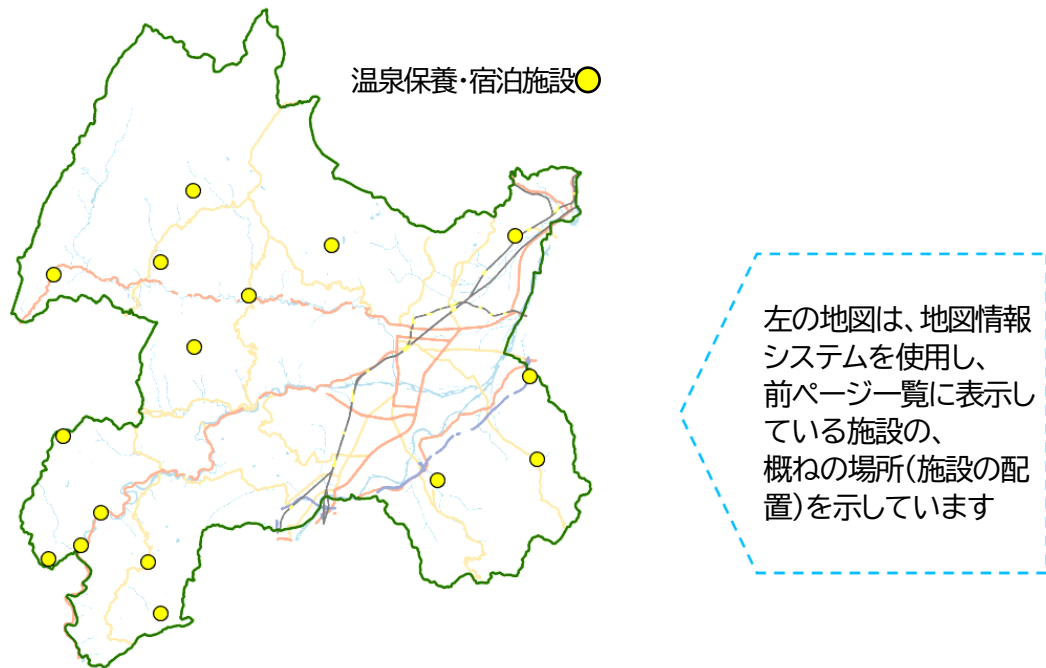 温泉保養・宿泊施設
左の地図は、地図情報
システムを使用し、
前ページ一覧に表示し
ている施設の、
概ねの場所(施設の配
置)を示しています